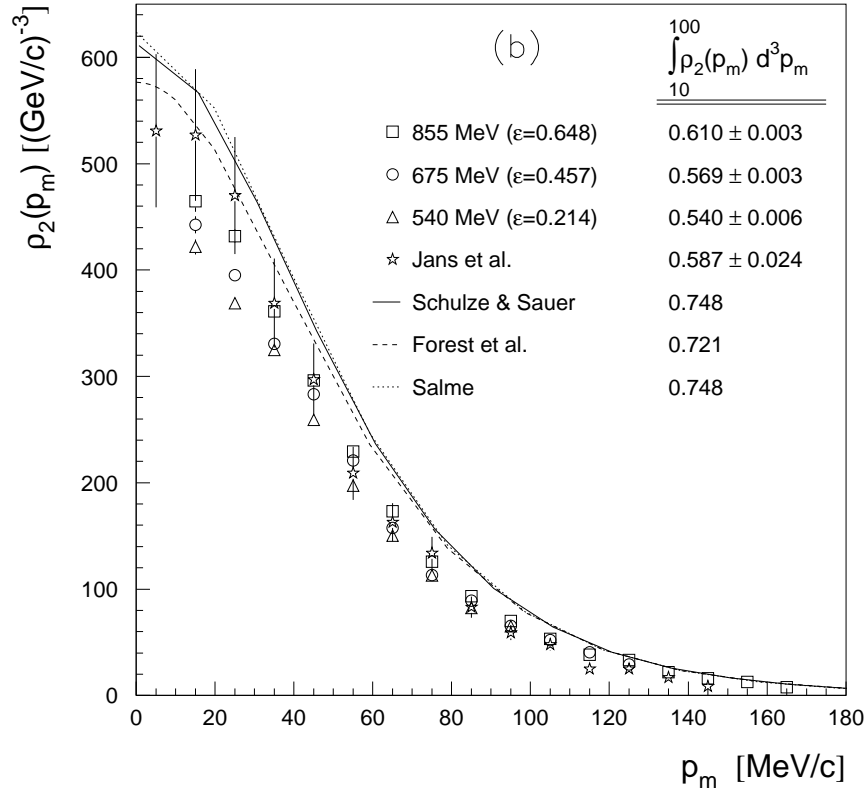 (b)
∫₁₀¹⁰⁰ρ₂(pₘ) d³pₘ
ρ₂(pₘ) [(GeV/c)⁻³]
600
500
400
300
200
100
0
855 MeV (ε=0.648) 0.610 ± 0.003
675 MeV (ε=0.457) 0.569 ± 0.003
540 MeV (ε=0.214) 0.540 ± 0.006
Jans et al. 0.587 ± 0.024
Schulze & Sauer 0.748
Forest et al. 0.721
Salme 0.748
0 20 40 60 80 100 120 140 160 180
pₘ [MeV/c]